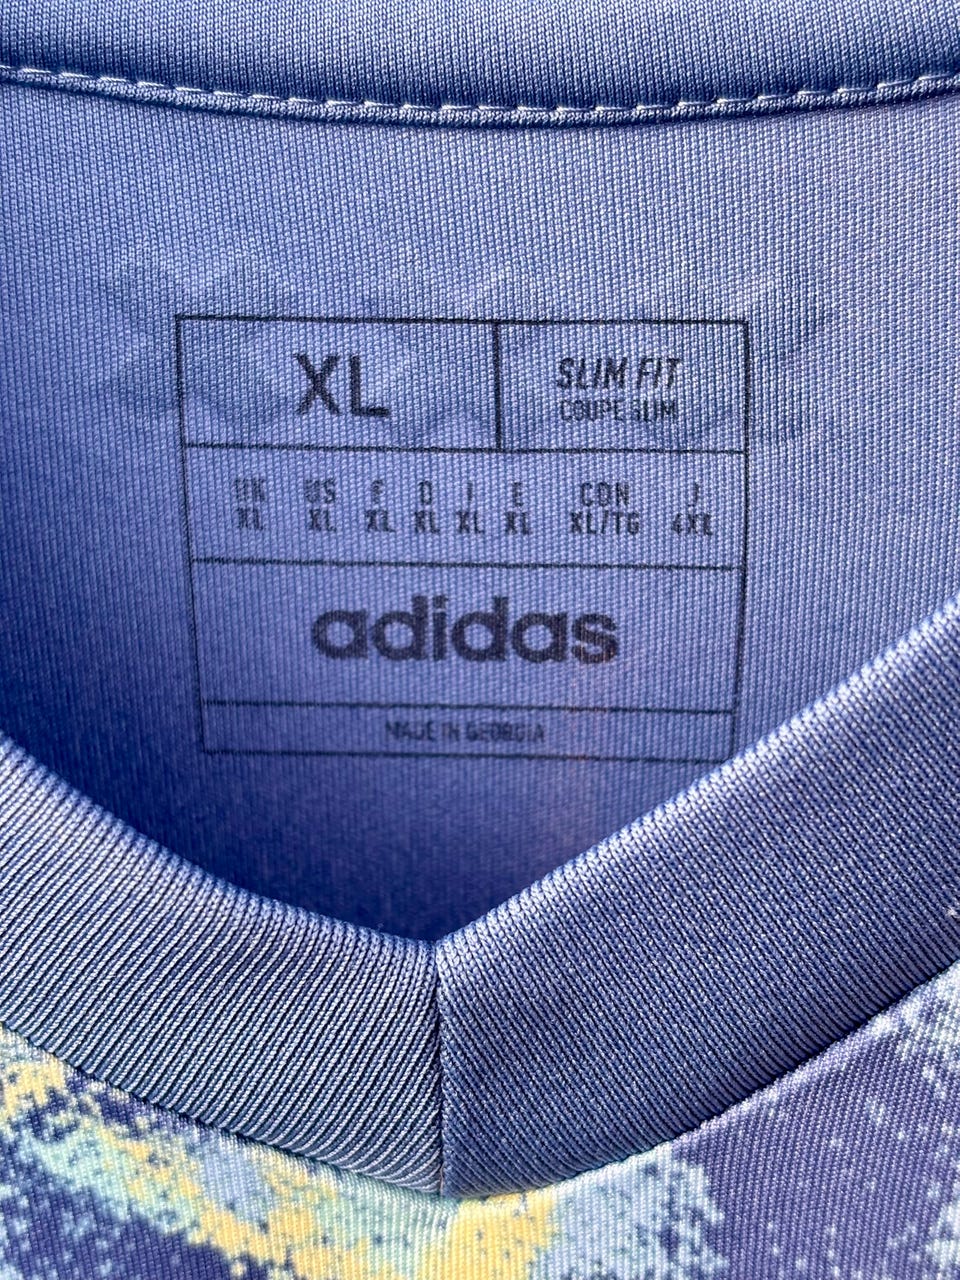 XL
SLIM FIT
COUPE SLIM
UK US F D I E CDN J
XL XL XL XL XL XL XL/TG 4XL
adidas
MADE IN GEORGIA